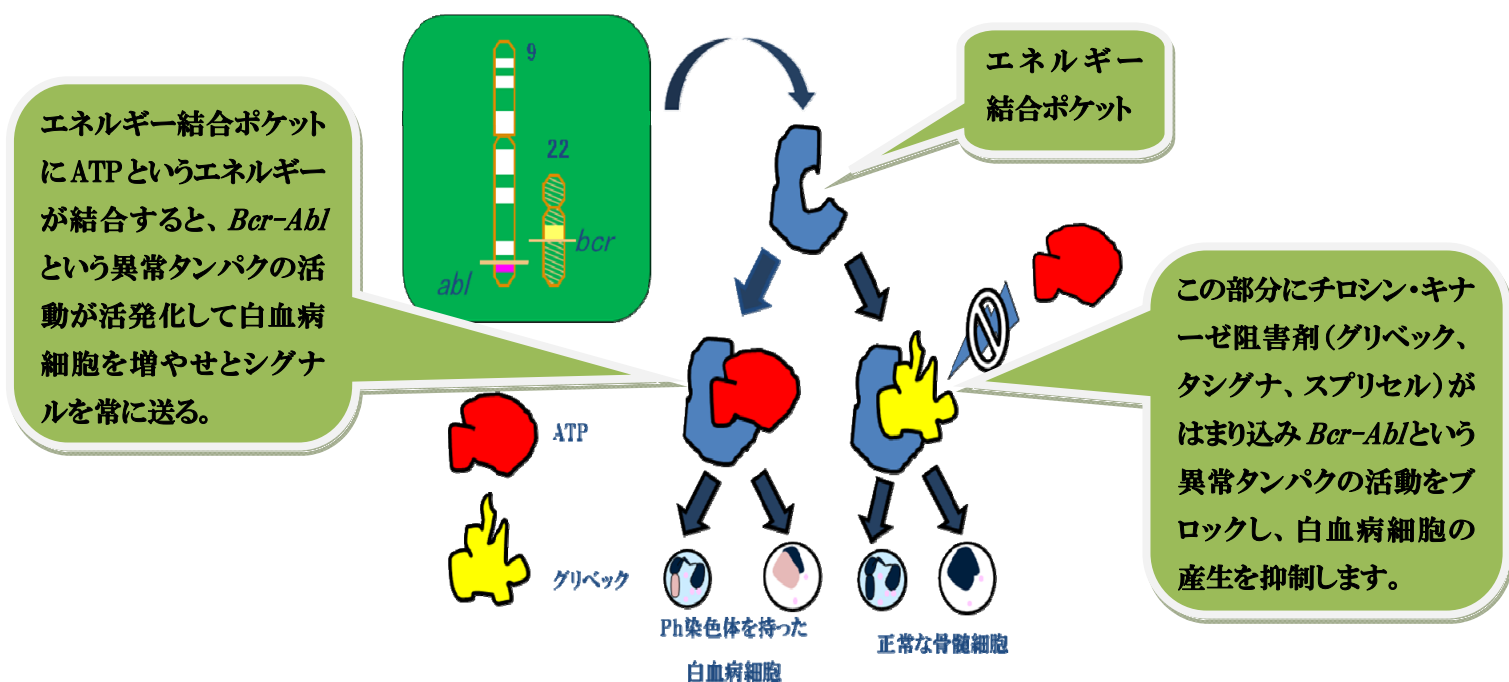 エネルギー結合ポケット
にATPというエネルギー
が結合すると、Bcr-Abl
という異常タンパクの活
動が活発化して白血病
細胞を増やせとシグナ
ルを常に送る。
9
22
bcr
abl
エネルギー
結合ポケット
この部分にチロシン・キナ
ーゼ阻害剤(グリベック、
タシグナ、スプリセル)が
はまり込みBcr-Ablという
異常タンパクの活動をブ
ロックし、白血病細胞の
産生を抑制します。
ATP
グリベック
Ph染色体を持った
白血病細胞
正常な骨髄細胞